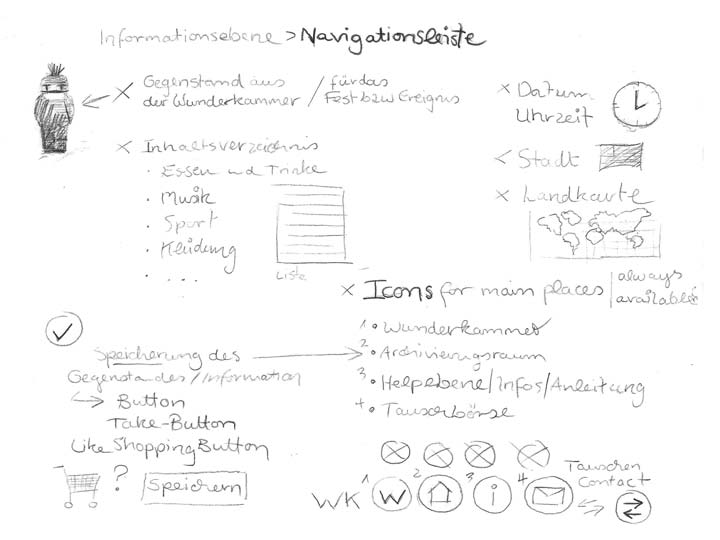 Informationsebene > Navigationsleiste
x Gegenstand aus / für das
der Wunderkammer / Fest bzw Ereignis
x Inhaltsverzeichnis
· Essen und Trinke
· Musik
· Sport
· Kleidung
· ...
Liste
x Datum
Uhrzeit
< Stadt
x Landkarte
x Icons for main places | always
available
1 • Wunderkammer
2 • Archivierungsraum
3 • Helpebene/Infos/Anleitung
4 • Tauschbörse
Speicherung des
Gegenstandes/Information
<-> Button
Take-Button
Like Shopping Button
? Speichern
WK 1 W 2 3 i 4
Tauschen
Contact